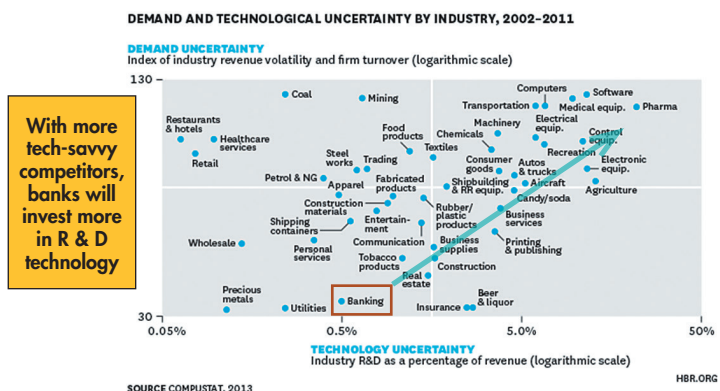 DEMAND AND TECHNOLOGICAL UNCERTAINTY BY INDUSTRY, 2002–2011
DEMAND UNCERTAINTY
Index of industry revenue volatility and firm turnover (logarithmic scale)
130
With more
tech-savvy
competitors,
banks will
invest more
in R & D
technology
Coal
Mining
Computers
Software
Transportation
Medical equip.
Pharma
Restaurants
& hotels
Healthcare
services
Retail
Food
products
Machinery
Chemicals
Electrical
equip.
Control
equip.
Recreation
Steel
works
Trading
Textiles
Consumer
goods
Autos
& trucks
Electronic
equip.
Petrol & NG
Apparel
Fabricated
products
Shipbuilding
& RR equip.
Aircraft
Agriculture
Candy/soda
Construction
materials
Entertain-
ment
Rubber/
plastic
products
Business
services
Shipping
containers
Wholesale
Personal
services
Communication
Business
supplies
Printing
& publishing
Tobacco
products
Construction
Real
estate
Precious
metals
Utilities
Banking
Insurance
Beer
& liquor
30
0.05%
0.5%
5.0%
50%
TECHNOLOGY UNCERTAINTY
Industry R&D as a percentage of revenue (logarithmic scale)
HBR.ORG
SOURCE COMPUSTAT, 2013